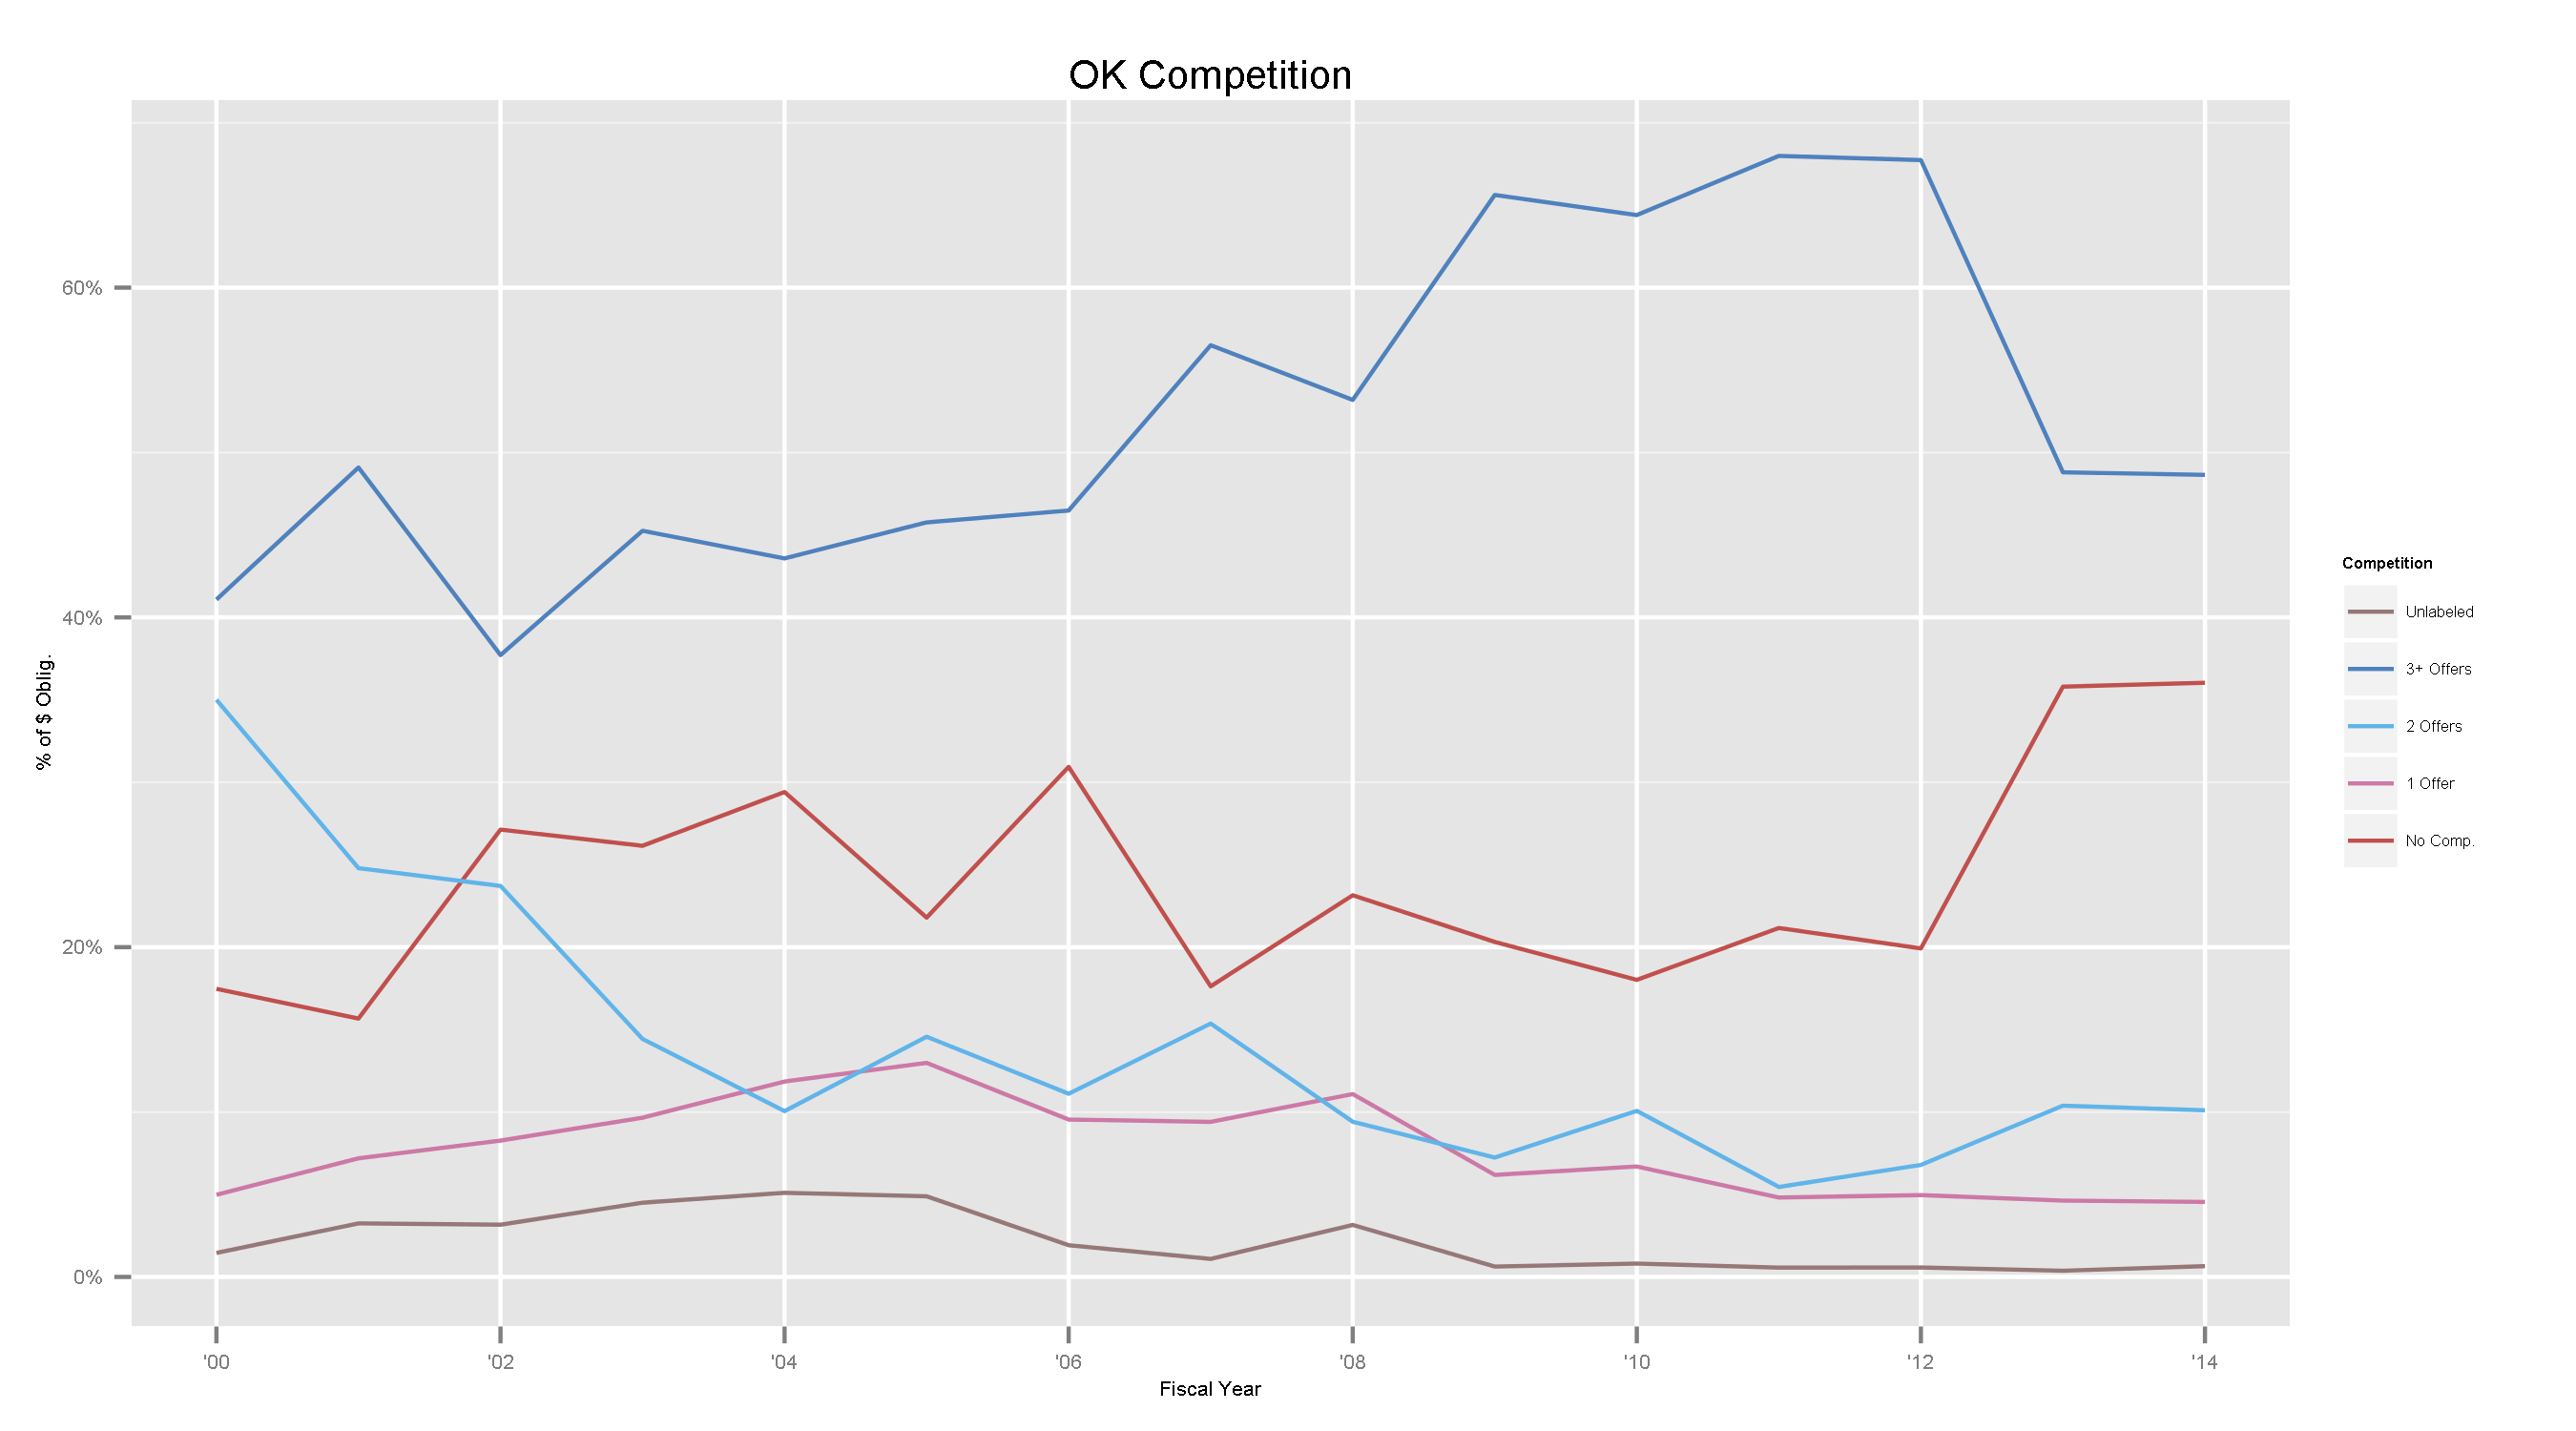 OK Competition
60%
40%
20%
0%
% of $ Oblig.
'00
'02
'04
'06
'08
'10
'12
'14
Fiscal Year
Competition
Unlabeled
3+ Offers
2 Offers
1 Offer
No Comp.